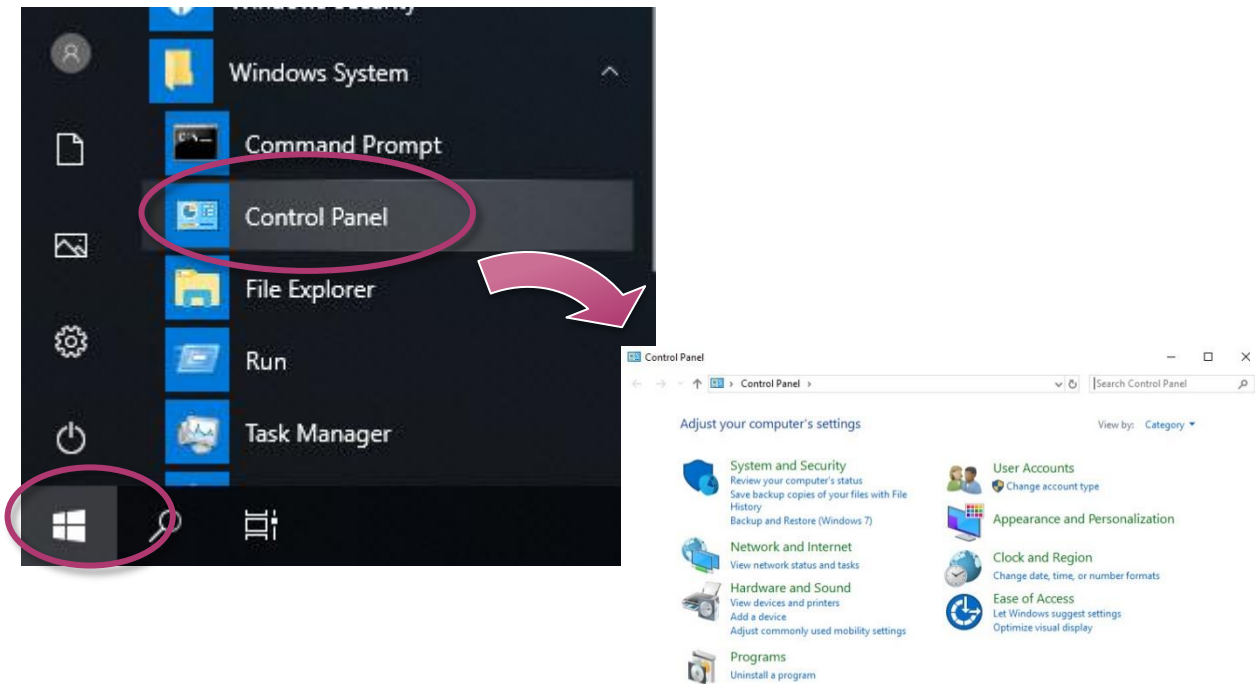 Windows Security
Windows System
Command Prompt
Control Panel
File Explorer
Run
Task Manager
Control Panel
Control Panel
Search Control Panel
Adjust your computer's settings
View by: Category
System and Security
Review your computer's status
Save backup copies of your files with File
History
Backup and Restore (Windows 7)
Network and Internet
View network status and tasks
Hardware and Sound
View devices and printers
Add a device
Adjust commonly used mobility settings
Programs
Uninstall a program
User Accounts
Change account type
Appearance and Personalization
Clock and Region
Change date, time, or number formats
Ease of Access
Let Windows suggest settings
Optimize visual display